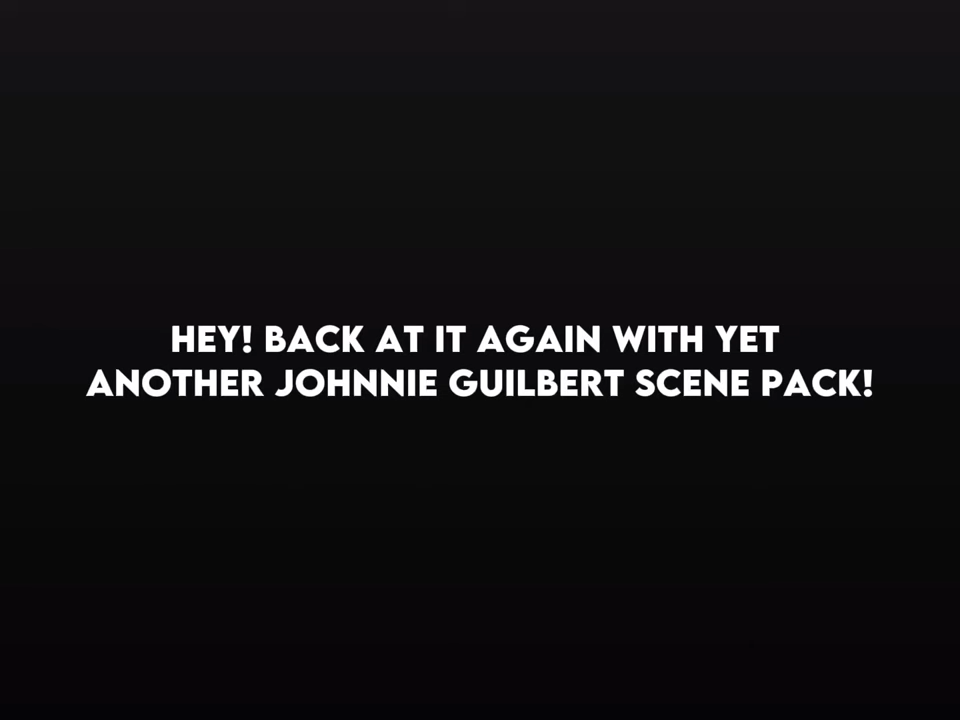 HEY! BACK AT IT AGAIN WITH YET
ANOTHER JOHNNIE GUILBERT SCENE PACK!